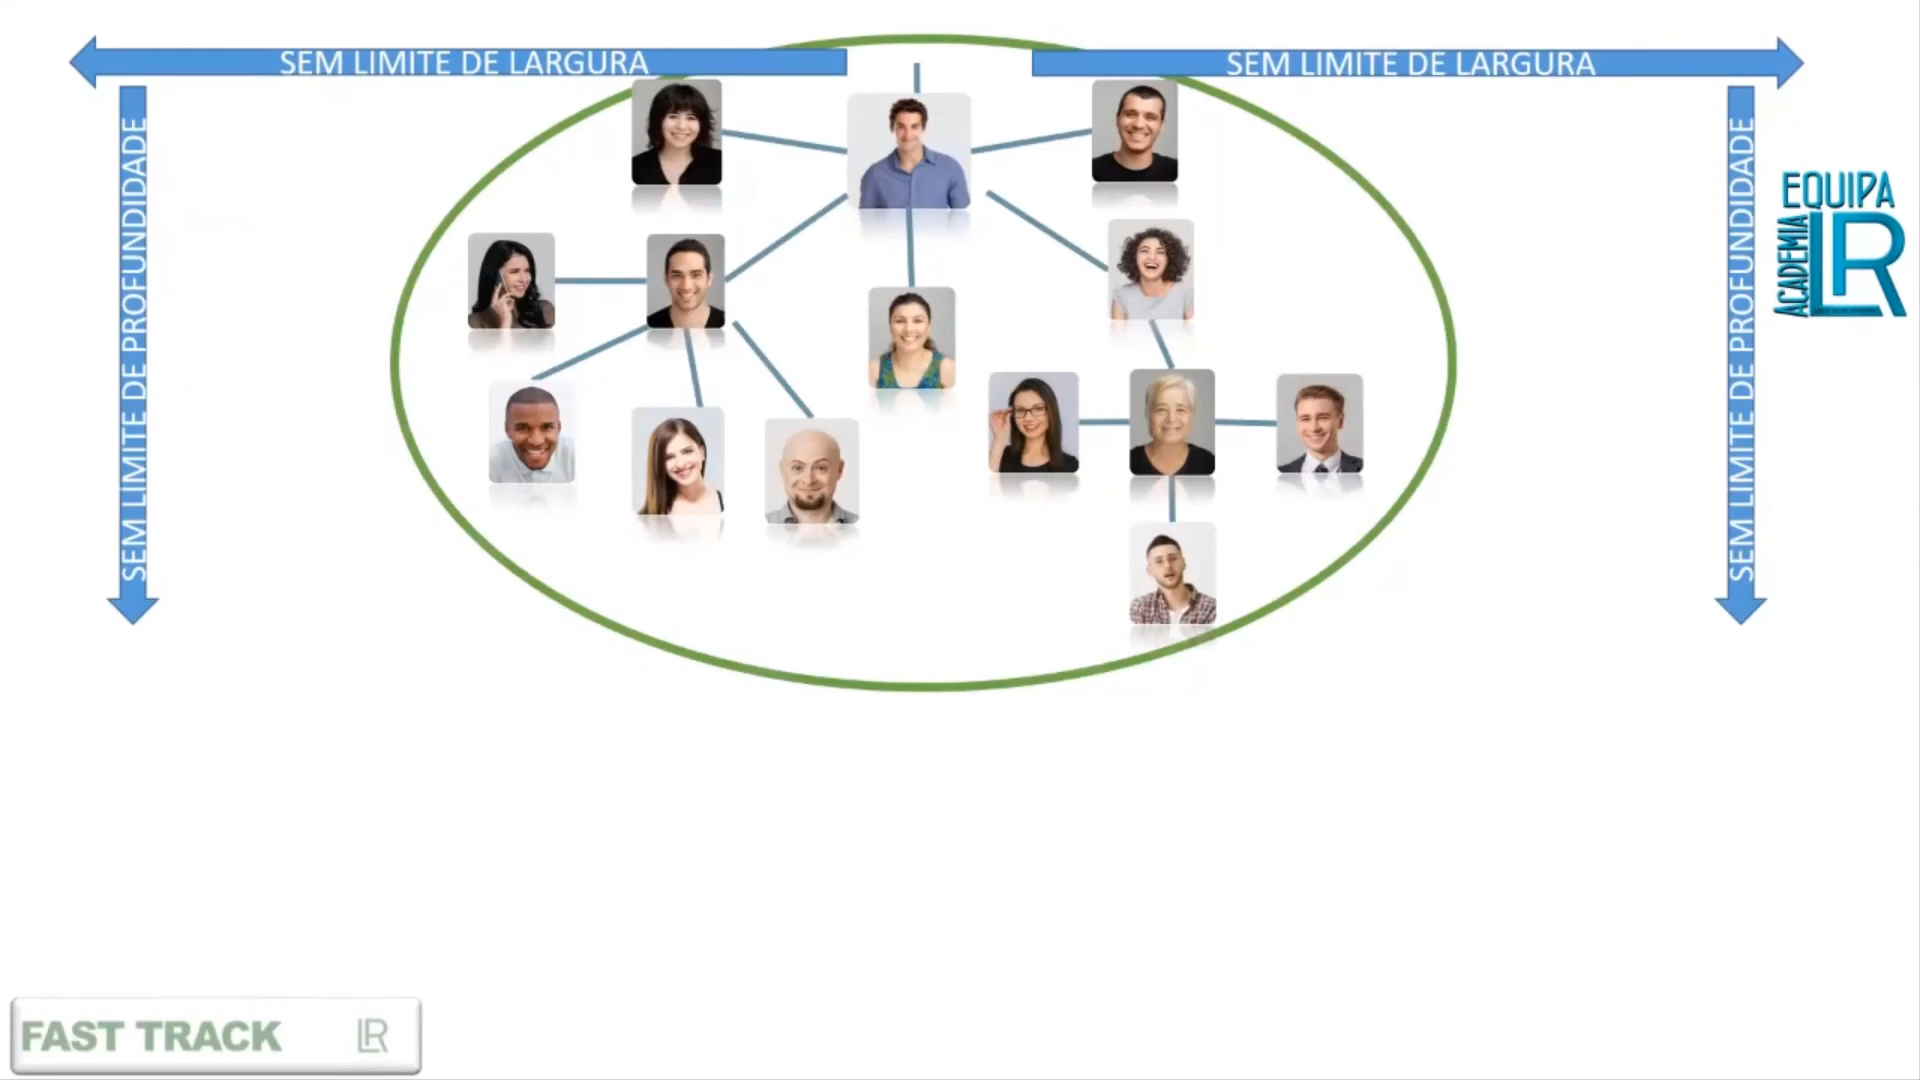 SEM LIMITE DE LARGURA
SEM LIMITE DE LARGURA
SEM LIMITE DE PROFUNDIDADE
SEM LIMITE DE PROFUNDIDADE
EQUIPA
ACADEMIA
LR
FAST TRACK LR